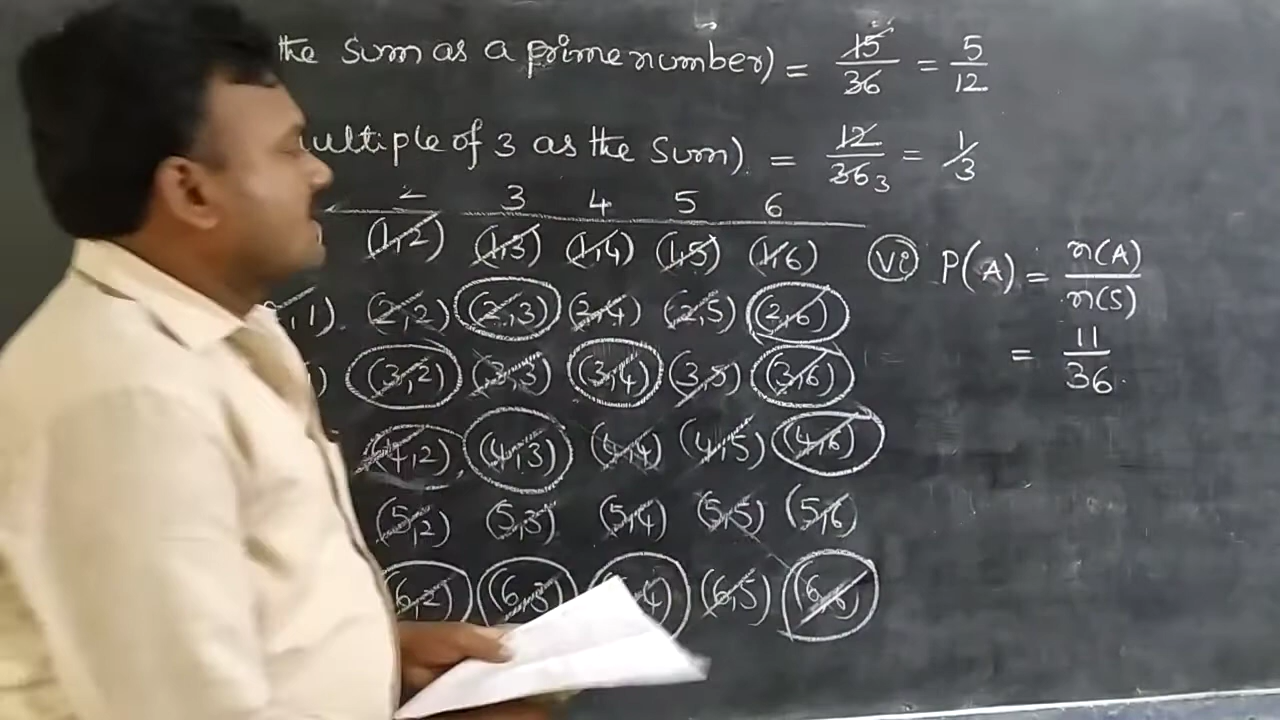 the sum as a prime number) = 15/36 = 5/12
multiple of 3 as the sum) = 12/36 3 = 1/3
2 3 4 5 6
(1,2) (1,3) (1,4) (1,5) (1,6) vi P(A) = n(A)/n(S)
,1). (2,2) (2,3) (2,4) (2,5) (2,6)
) (3,2) (3,3) (3,4) (3,5) (3,6) = 11/36.
(4,2), (4,3) (4,4) (4,5) (4,6)
(5,2) (5,3) (5,4) (5,5) (5,6)
(6,2) (6,3) ,4) (6,5) (6,6)